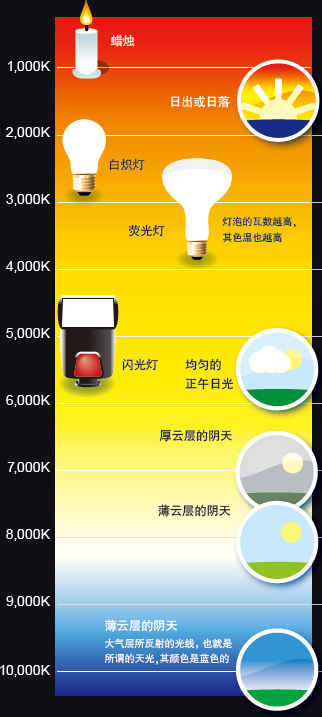 蜡烛
1,000K
日出或日落
2,000K
白炽灯
3,000K
灯泡的瓦数越高，
荧光灯
其色温也越高
4,000K
5,000K
闪光灯
均匀的
正午日光
6,000K
厚云层的阴天
7,000K
薄云层的阴天
8,000K
9,000K
薄云层的阴天
大气层所反射的光线，也就是
所谓的天光，其颜色是蓝色的
10,000K